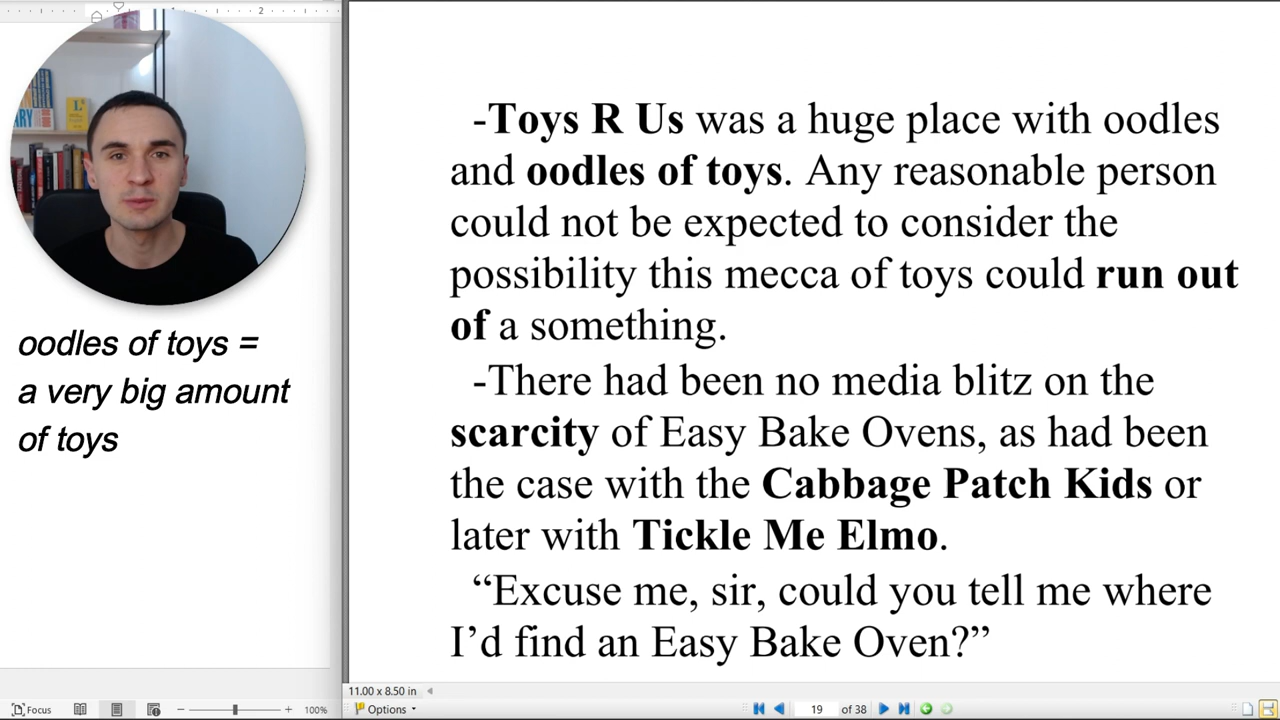 2
oodles of toys =
a very big amount
of toys
-Toys R Us was a huge place with oodles
and oodles of toys. Any reasonable person
could not be expected to consider the
possibility this mecca of toys could run out
of a something.
-There had been no media blitz on the
scarcity of Easy Bake Ovens, as had been
the case with the Cabbage Patch Kids or
later with Tickle Me Elmo.
“Excuse me, sir, could you tell me where
I’d find an Easy Bake Oven?”
11.00 x 8.50 in
Focus
100%
Options
19 of 38